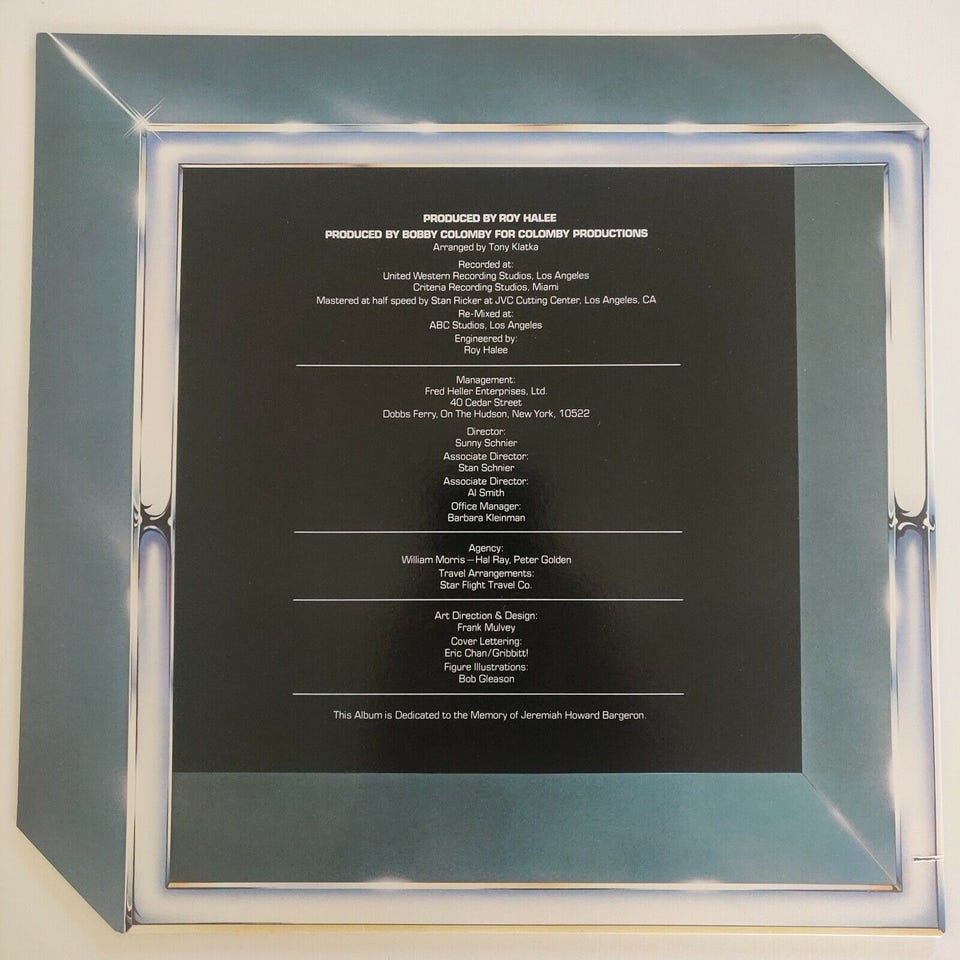 PRODUCED BY ROY HALEE
PRODUCED BY BOBBY COLOMBY FOR COLOMBY PRODUCTIONS
Arranged by Tony Klatka
Recorded at:
United Western Recording Studios, Los Angeles
Criteria Recording Studios, Miami
Mastered at half speed by Stan Ricker at JVC Cutting Center, Los Angeles, CA
Re-Mixed at:
ABC Studios, Los Angeles
Engineered by:
Roy Halee
Management:
Fred Heller Enterprises, Ltd.
40 Cedar Street
Dobbs Ferry, On The Hudson, New York, 10522
Director:
Sunny Schnier
Associate Director:
Stan Schnier
Associate Director:
Al Smith
Office Manager:
Barbara Kleinman
Agency:
William Morris—Hal Ray, Peter Golden
Travel Arrangements:
Star Flight Travel Co.
Art Direction & Design:
Frank Mulvey
Cover Lettering:
Eric Chan/Gribbitt!
Figure Illustrations:
Bob Gleason
This Album is Dedicated to the Memory of Jeremiah Howard Bargeron.